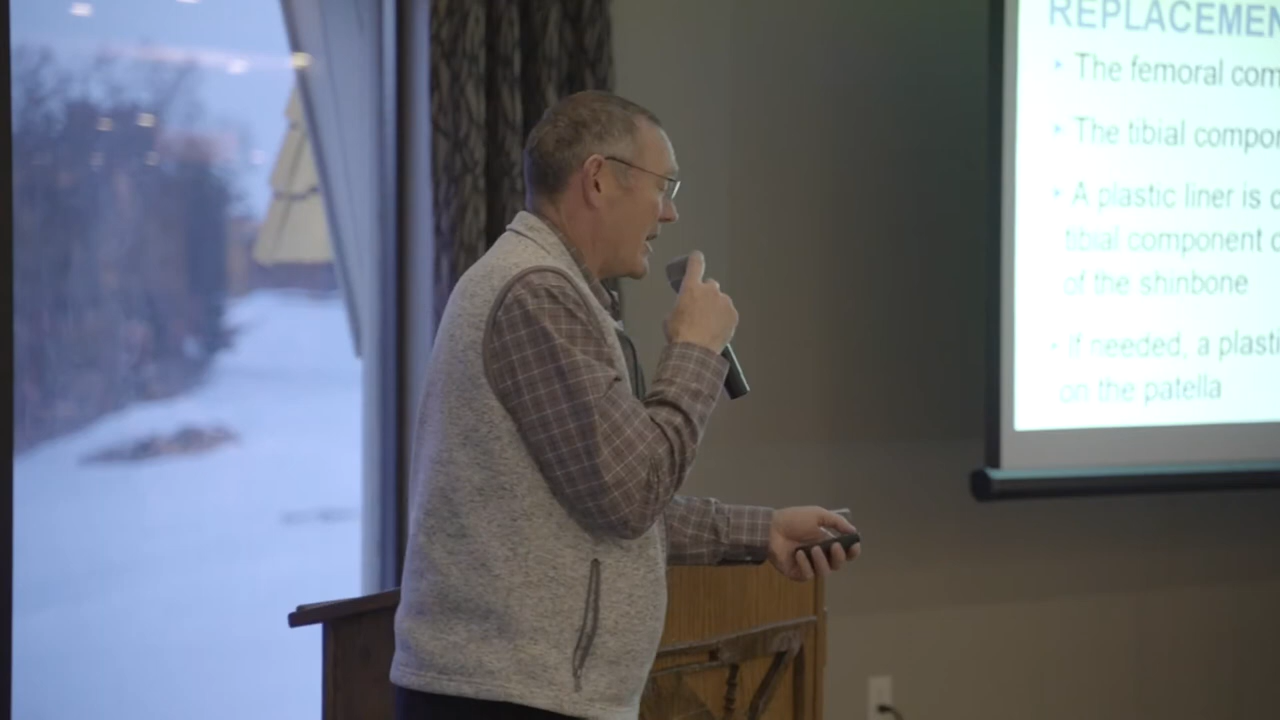 REPLACEMEN
• The femoral com
• The tibial compo
• A plastic liner is
tibial component
of the shinbone
• If needed, a plasti
on the patella